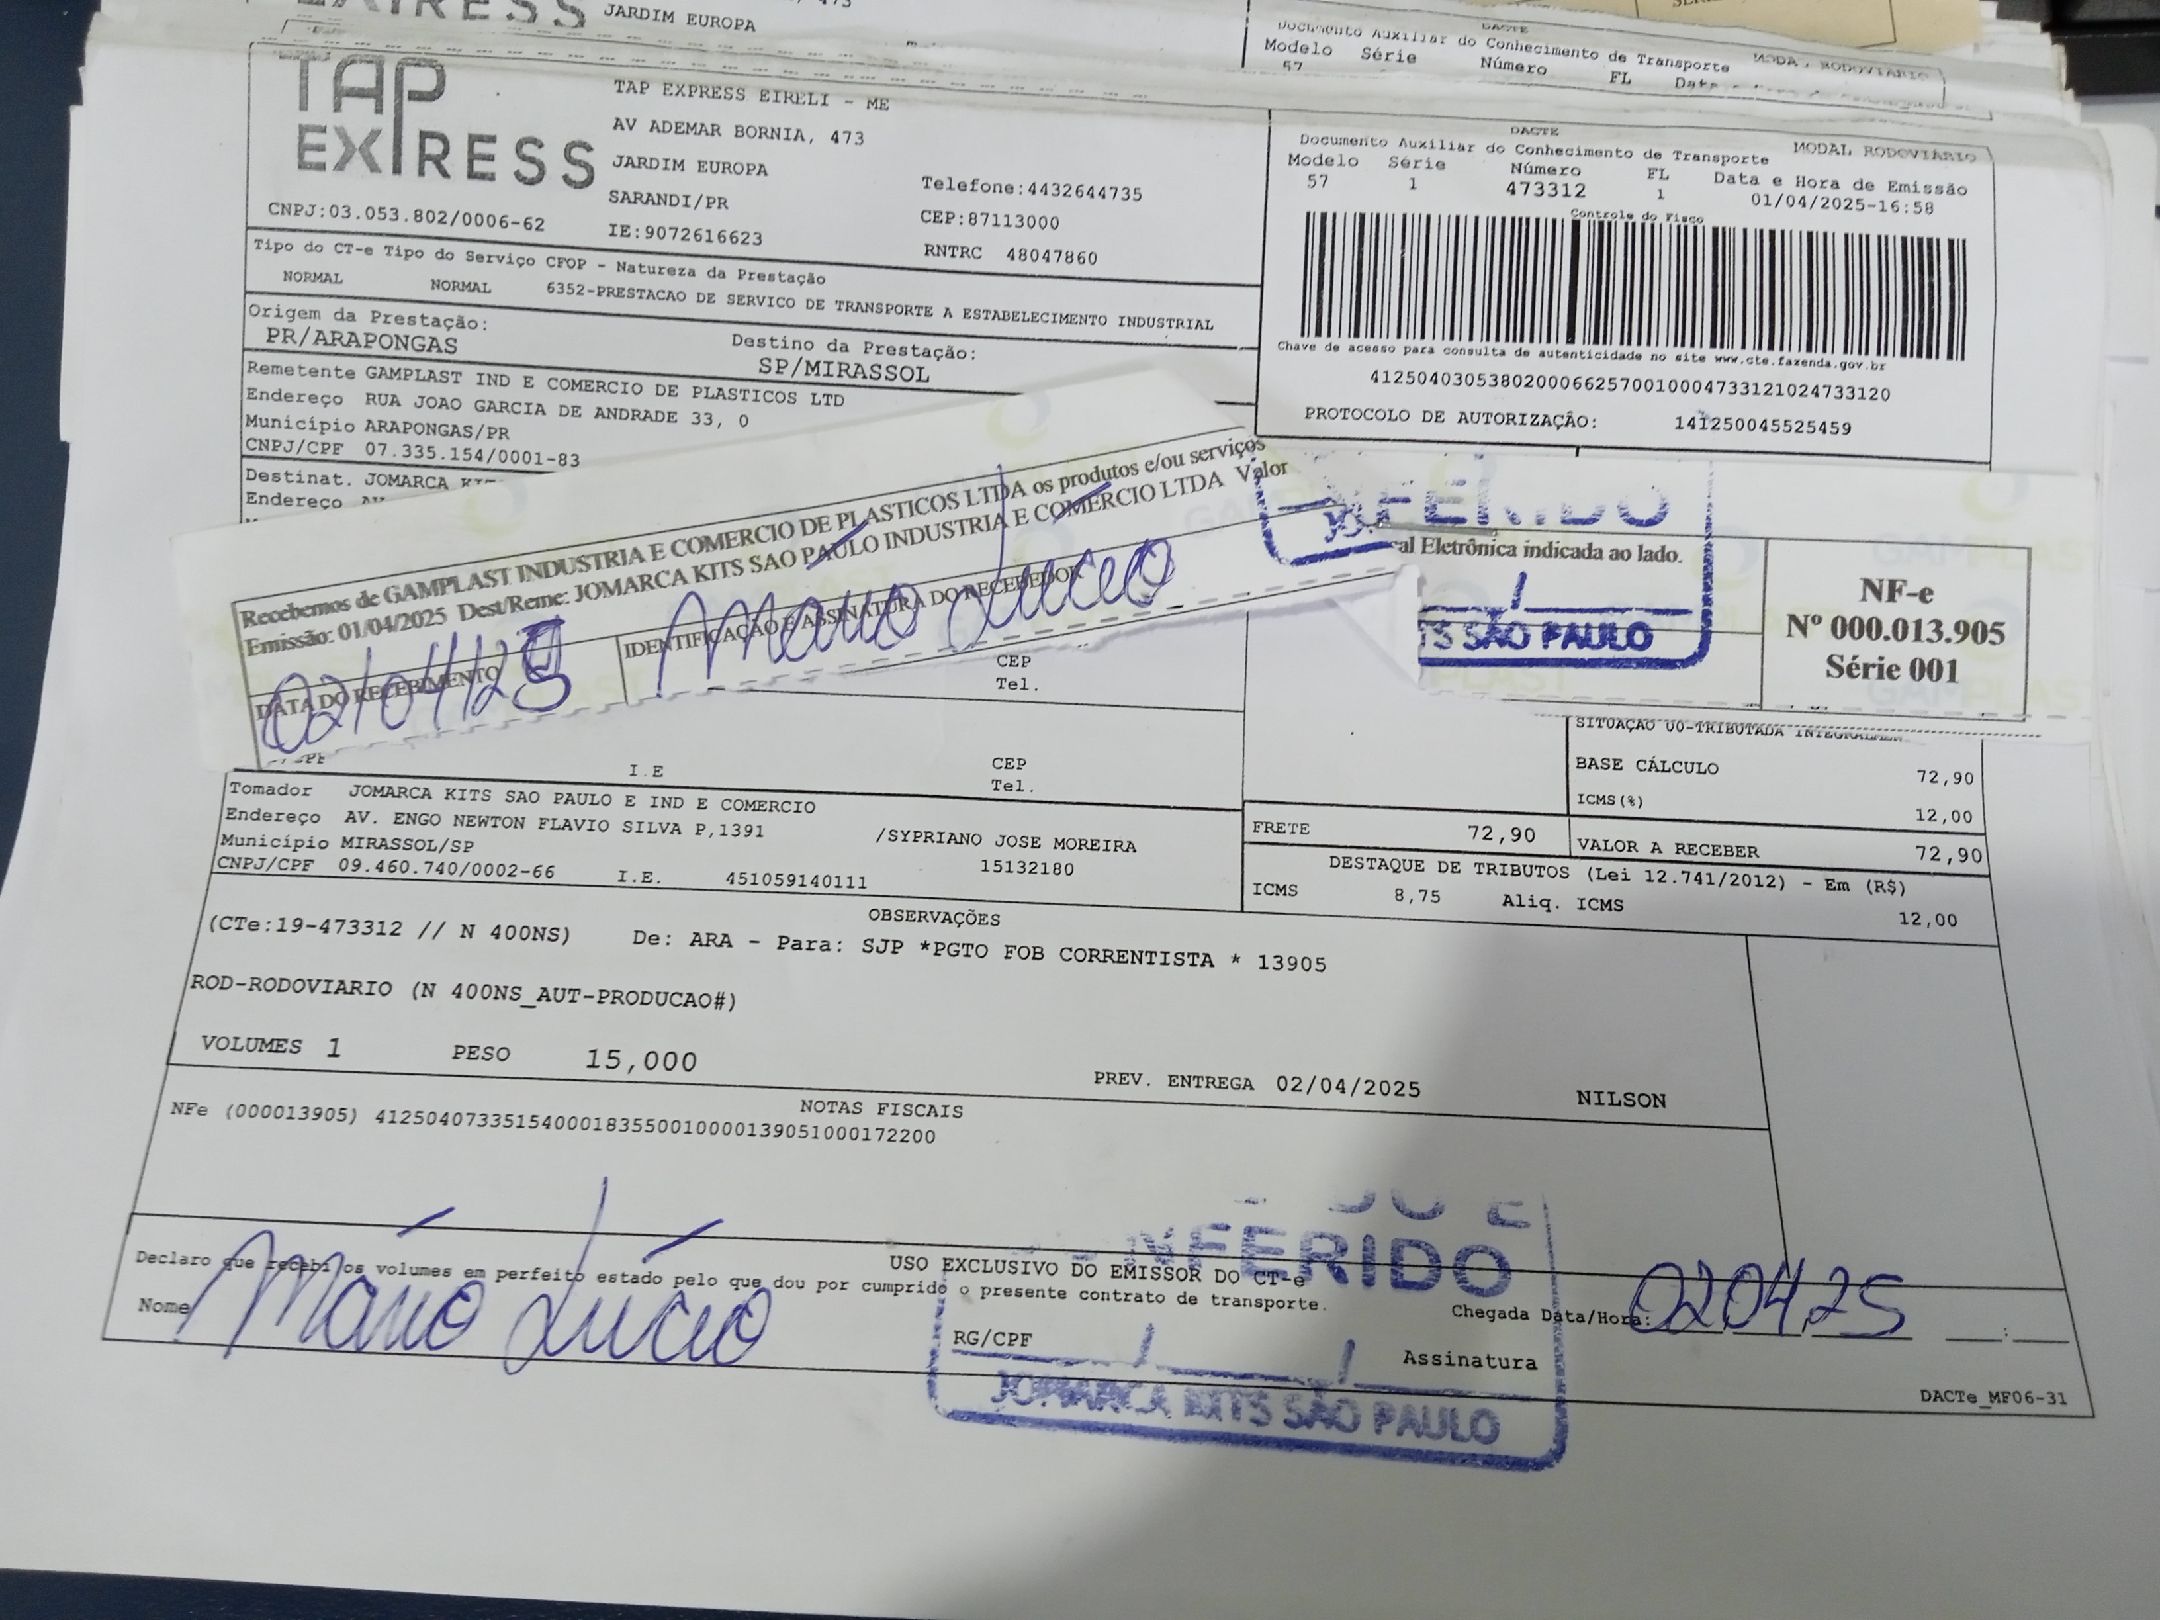 JARDIM EUROPA
Documento Auxiliar do Conhecimento de Transporte
Modelo Série Número FL
57
TAP
EXPRESS
TAP EXPRESS EIRELI - ME
AV ADEMAR BORNIA, 473
JARDIM EUROPA
SARANDI/PR
Telefone:4432644735
CEP:87113000
CNPJ:03.053.802/0006-62
IE:9072616623
RNTRC 48047860
DACTE
Documento Auxiliar do Conhecimento de Transporte MODAL RODOVIARIO
Modelo Série Número FL Data e Hora de Emissão
57 1 473312 1 01/04/2025-16:58
Controle do Fisco
Chave de acesso para consulta de autenticidade no site www.cte.fazenda.gov.br
41250403053802000662570010004733121024733120
PROTOCOLO DE AUTORIZAÇÃO: 141250045525459
Tipo do CT-e Tipo do Serviço CFOP - Natureza da Prestação
NORMAL NORMAL 6352-PRESTACAO DE SERVICO DE TRANSPORTE A ESTABELECIMENTO INDUSTRIAL
Origem da Prestação:
PR/ARAPONGAS
Destino da Prestação:
SP/MIRASSOL
Remetente GAMPLAST IND E COMERCIO DE PLASTICOS LTD
Endereço RUA JOAO GARCIA DE ANDRADE 33, 0
Município ARAPONGAS/PR
CNPJ/CPF 07.335.154/0001-83
Destinat. JOMARCA
Endereço
Recebemos de GAMPLAST INDUSTRIA E COMERCIO DE PLASTICOS LTDA os produtos e/ou serviços
Emissão: 01/04/2025 Dest/Reme: JOMARCA KITS SAO PAULO INDUSTRIA E COMERCIO LTDA Valor
DATA DO RECEBIMENTO
IDENTIFICAÇÃO E ASSINATURA DO RECEBEDOR
02/04/25
Mário Lúcio
Eletrônica indicada ao lado.
SÃO PAULO
NF-e
Nº 000.013.905
Série 001
CEP
Tel.
I.E
CEP
Tel.
BASE CÁLCULO 72,90
ICMS(%) 12,00
FRETE 72,90
VALOR A RECEBER 72,90
DESTAQUE DE TRIBUTOS (Lei 12.741/2012) - Em (R$)
ICMS 8,75 Aliq. ICMS 12,00
Tomador JOMARCA KITS SAO PAULO E IND E COMERCIO
Endereço AV. ENGO NEWTON FLAVIO SILVA P,1391 /SYPRIANO JOSE MOREIRA
Município MIRASSOL/SP 15132180
CNPJ/CPF 09.460.740/0002-66 I.E. 451059140111
OBSERVAÇÕES
(CTe:19-473312 // N 400NS) De: ARA - Para: SJP *PGTO FOB CORRENTISTA * 13905
ROD-RODOVIARIO (N 400NS_AUT-PRODUCAO#)
VOLUMES 1 PESO 15,000 PREV. ENTREGA 02/04/2025 NILSON
NOTAS FISCAIS
NFe (000013905) 41250407335154000183550010000139051000172200
USO EXCLUSIVO DO EMISSOR DO CT-e
Declaro que recebi os volumes em perfeito estado pelo que dou por cumprido o presente contrato de transporte.
Nome Mário Lúcio
RG/CPF
Assinatura
Chegada Data/Hora: 02 04 25
JOMARCA KITS SÃO PAULO
DACTe_MF06-31